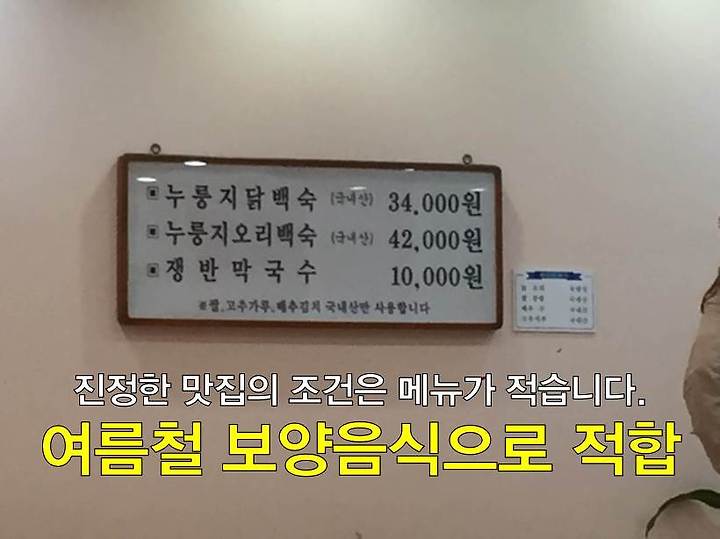 ▣ 누룽지닭백숙 (국내산) 34,000원
▣ 누룽지오리백숙 (국내산) 42,000원
▣ 쟁반막국수 10,000원
※쌀,고추가루,배추김치 국내산만 사용합니다
진정한 맛집의 조건은 메뉴가 적습니다.
여름철 보양음식으로 적합